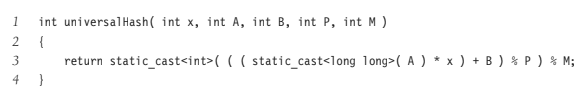 1 int universalHash( int x, int A, int B, int P, int M )
2 {
3 return static_cast<int>( ( ( static_cast<long long>( A ) * x ) + B ) % P ) % M;
4 }